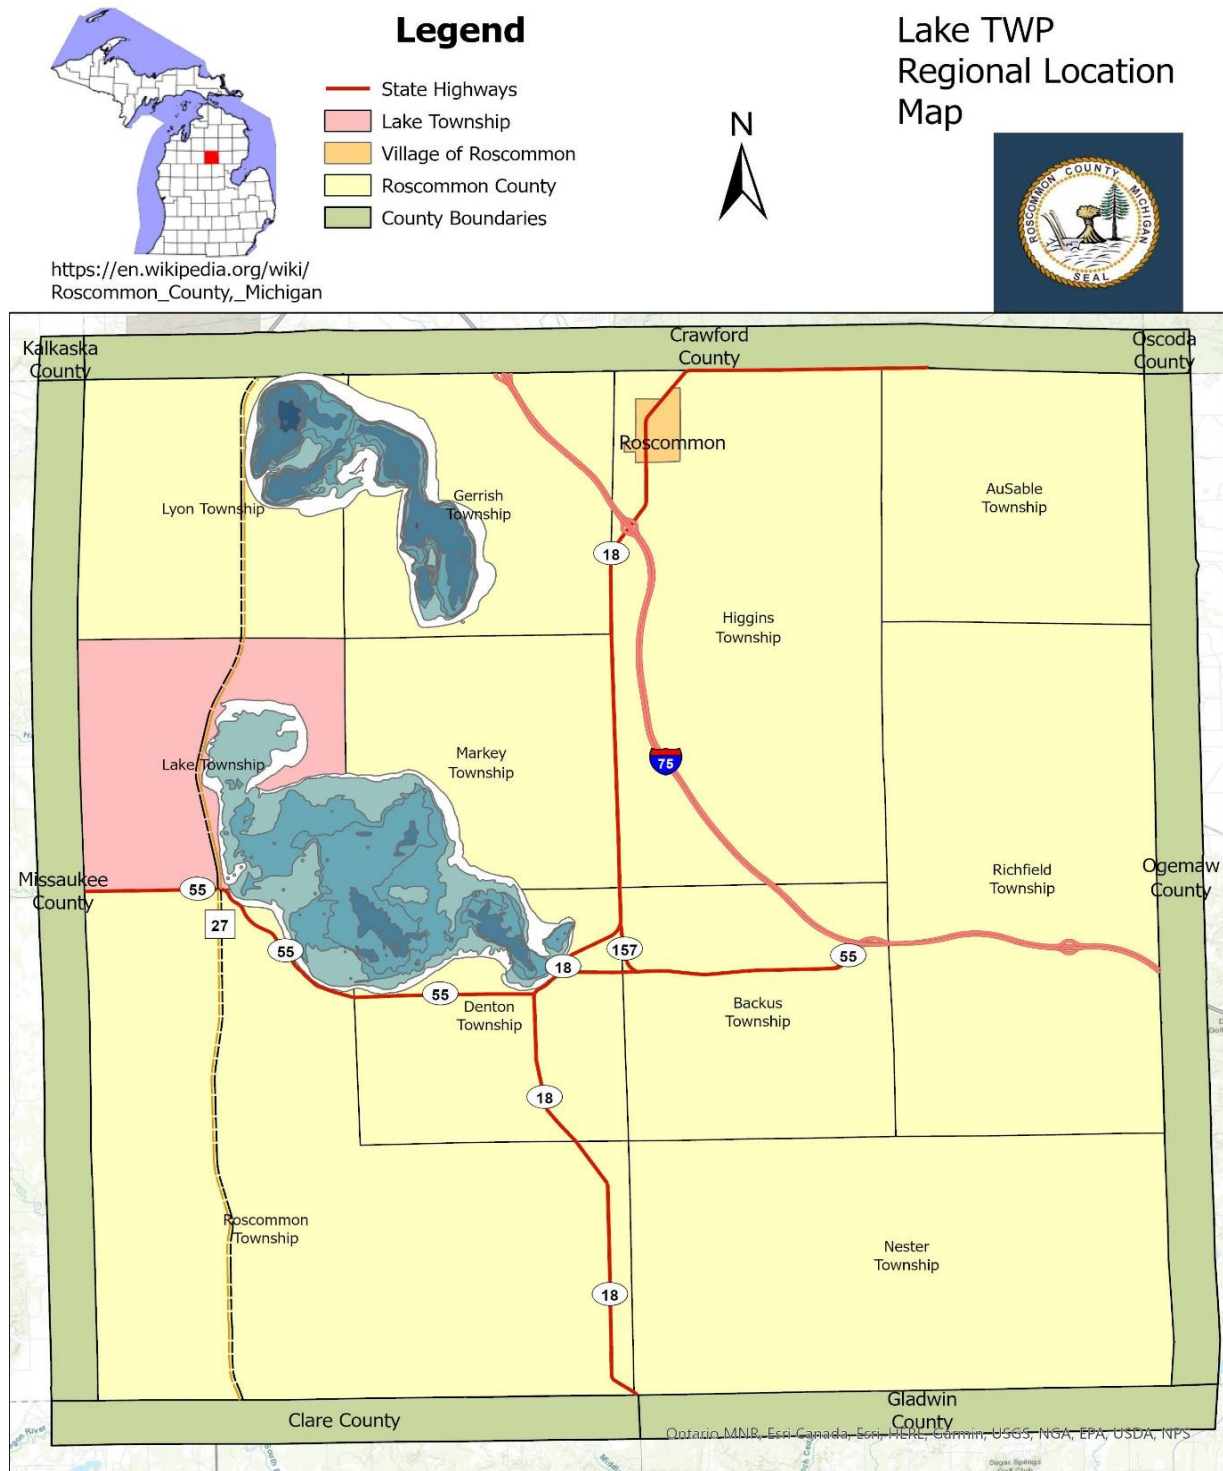 Legend
State Highways
Lake Township
Village of Roscommon
Roscommon County
County Boundaries
https://en.wikipedia.org/wiki/
Roscommon_County,_Michigan
N
Lake TWP
Regional Location
Map
ROSCOMMON COUNTY MICHIGAN
SEAL
Kalkaska
County
Crawford
County
Oscoda
County
Roscommon
Lyon Township
Gerrish
Township
AuSable
Township
18
Higgins
Township
Lake Township
Markey
Township
75
Missaukee
County
55
27
55
55
18
157
55
Richfield
Township
Ogemaw
County
Denton
Township
Backus
Township
18
Roscommon
Township
Nester
Township
18
Clare County
Gladwin
County
Ontario MNR, Esri Canada, Esri, HERE, Garmin, USGS, NGA, EPA, USDA, NPS
Sugar Springs